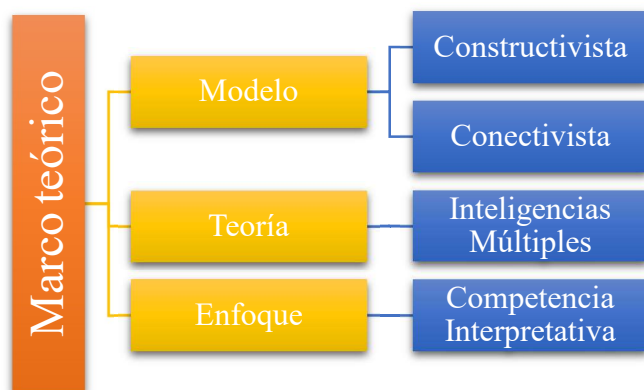 Marco teórico
Modelo
Constructivista
Conectivista
Teoría
Inteligencias
Múltiples
Enfoque
Competencia
Interpretativa